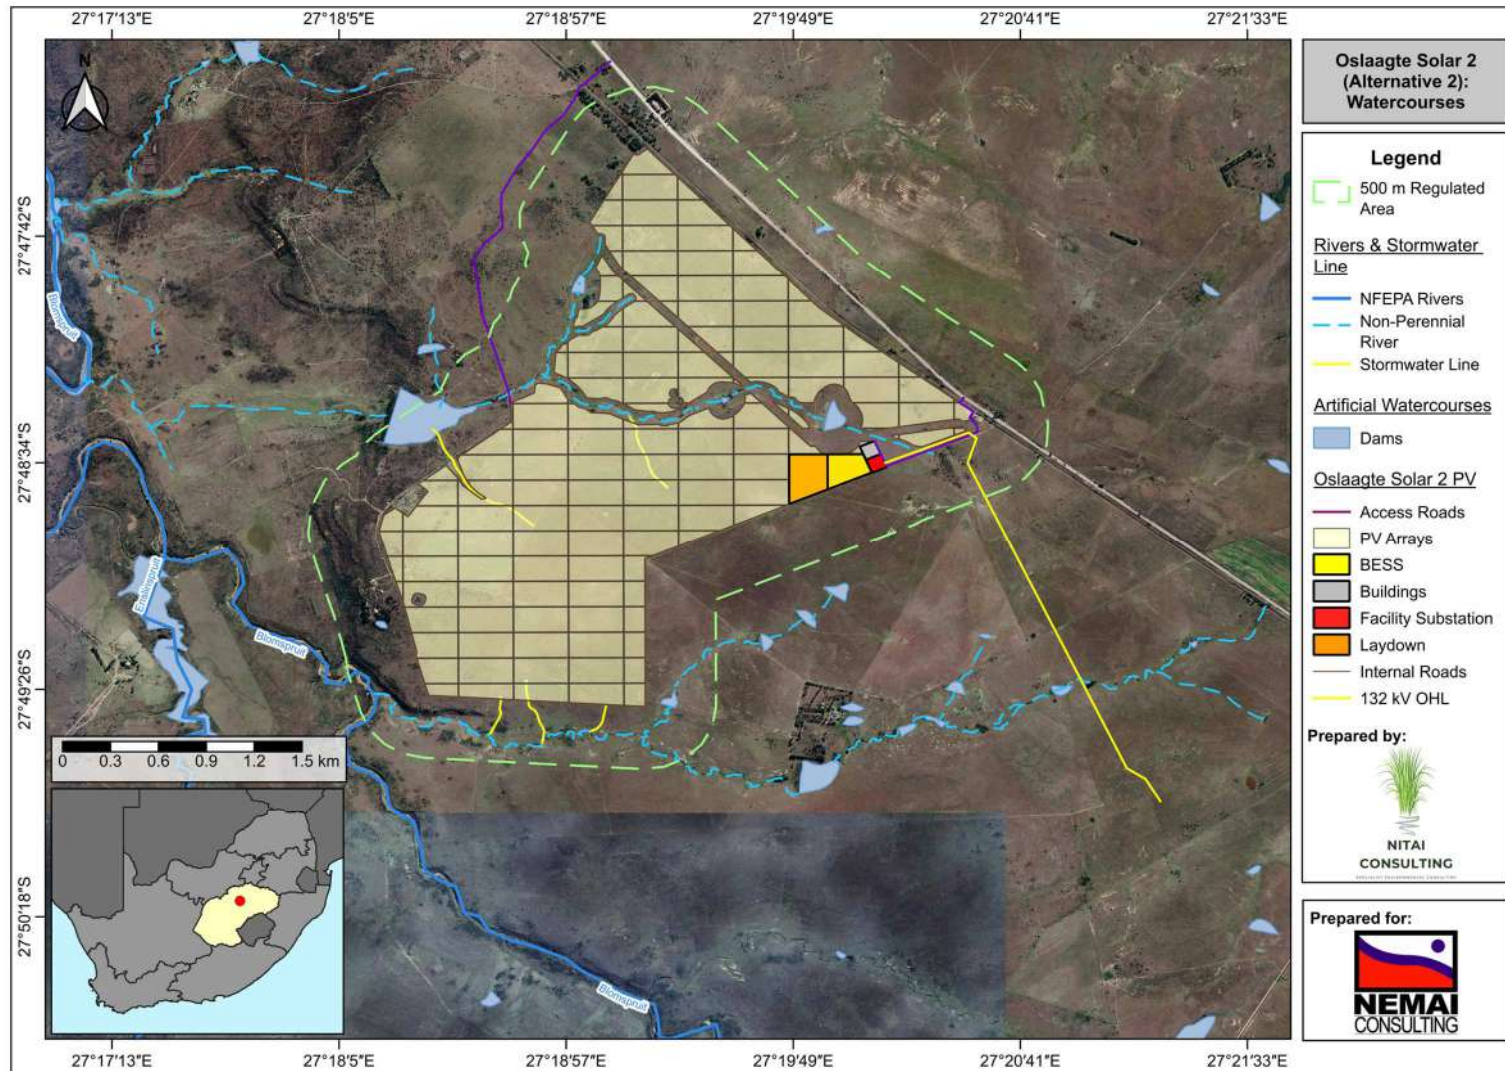 27°17'13"E
27°18'5"E
27°18'57"E
27°19'49"E
27°20'41"E
27°21'33"E
Oslaagte Solar 2
(Alternative 2):
Watercourses
N
Legend
500 m Regulated
Area
Rivers & Stormwater
Line
NFEPA Rivers
Non-Perennial
River
Stormwater Line
Artificial Watercourses
Dams
Oslaagte Solar 2 PV
Access Roads
PV Arrays
BESS
Buildings
Facility Substation
Laydown
Internal Roads
132 kV OHL
Prepared by:
NITAI
CONSULTING
SPECIALIST ENVIRONMENTAL CONSULTING
Prepared for:
NEMAI
CONSULTING
27°47'42"S
27°48'34"S
27°49'26"S
27°50'18"S
Blomspruit
Enslinspruit
Blomspruit
Blomspruit
0 0.3 0.6 0.9 1.2 1.5 km
27°17'13"E
27°18'5"E
27°18'57"E
27°19'49"E
27°20'41"E
27°21'33"E